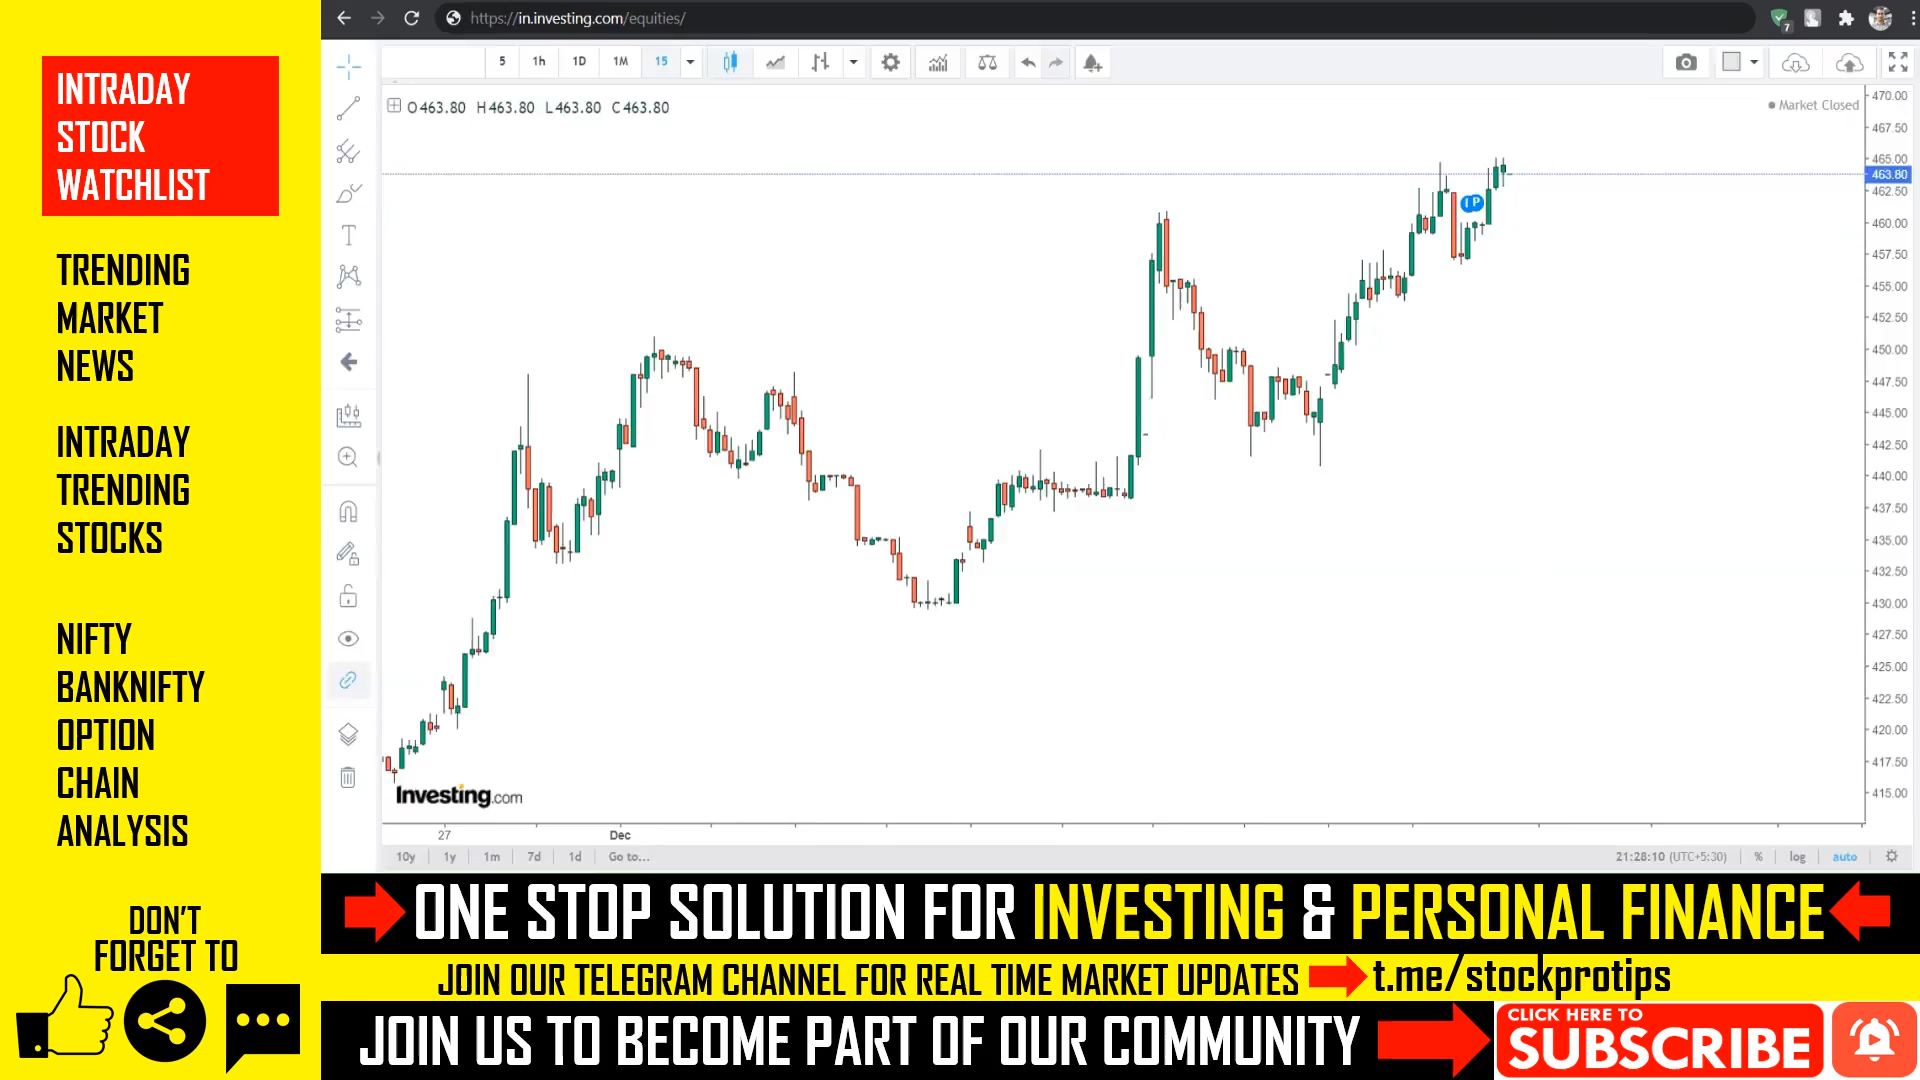 INTRADAY
STOCK
WATCHLIST
TRENDING
MARKET
NEWS
INTRADAY
TRENDING
STOCKS
NIFTY
BANKNIFTY
OPTION
CHAIN
ANALYSIS
DON'T
FORGET TO
https://in.investing.com/equities/
7
5 1h 1D 1M 15
O463.80 H463.80 L463.80 C463.80
Market Closed
470.00
467.50
465.00
463.80
462.50
460.00
457.50
455.00
452.50
450.00
447.50
445.00
442.50
440.00
437.50
435.00
432.50
430.00
427.50
425.00
422.50
420.00
417.50
415.00
P
Investing.com
27 Dec
10y 1y 1m 7d 1d Go to... 21:28:10 (UTC+5:30) % log auto
ONE STOP SOLUTION FOR INVESTING & PERSONAL FINANCE
JOIN OUR TELEGRAM CHANNEL FOR REAL TIME MARKET UPDATES t.me/stockprotips
JOIN US TO BECOME PART OF OUR COMMUNITY
CLICK HERE TO
SUBSCRIBE